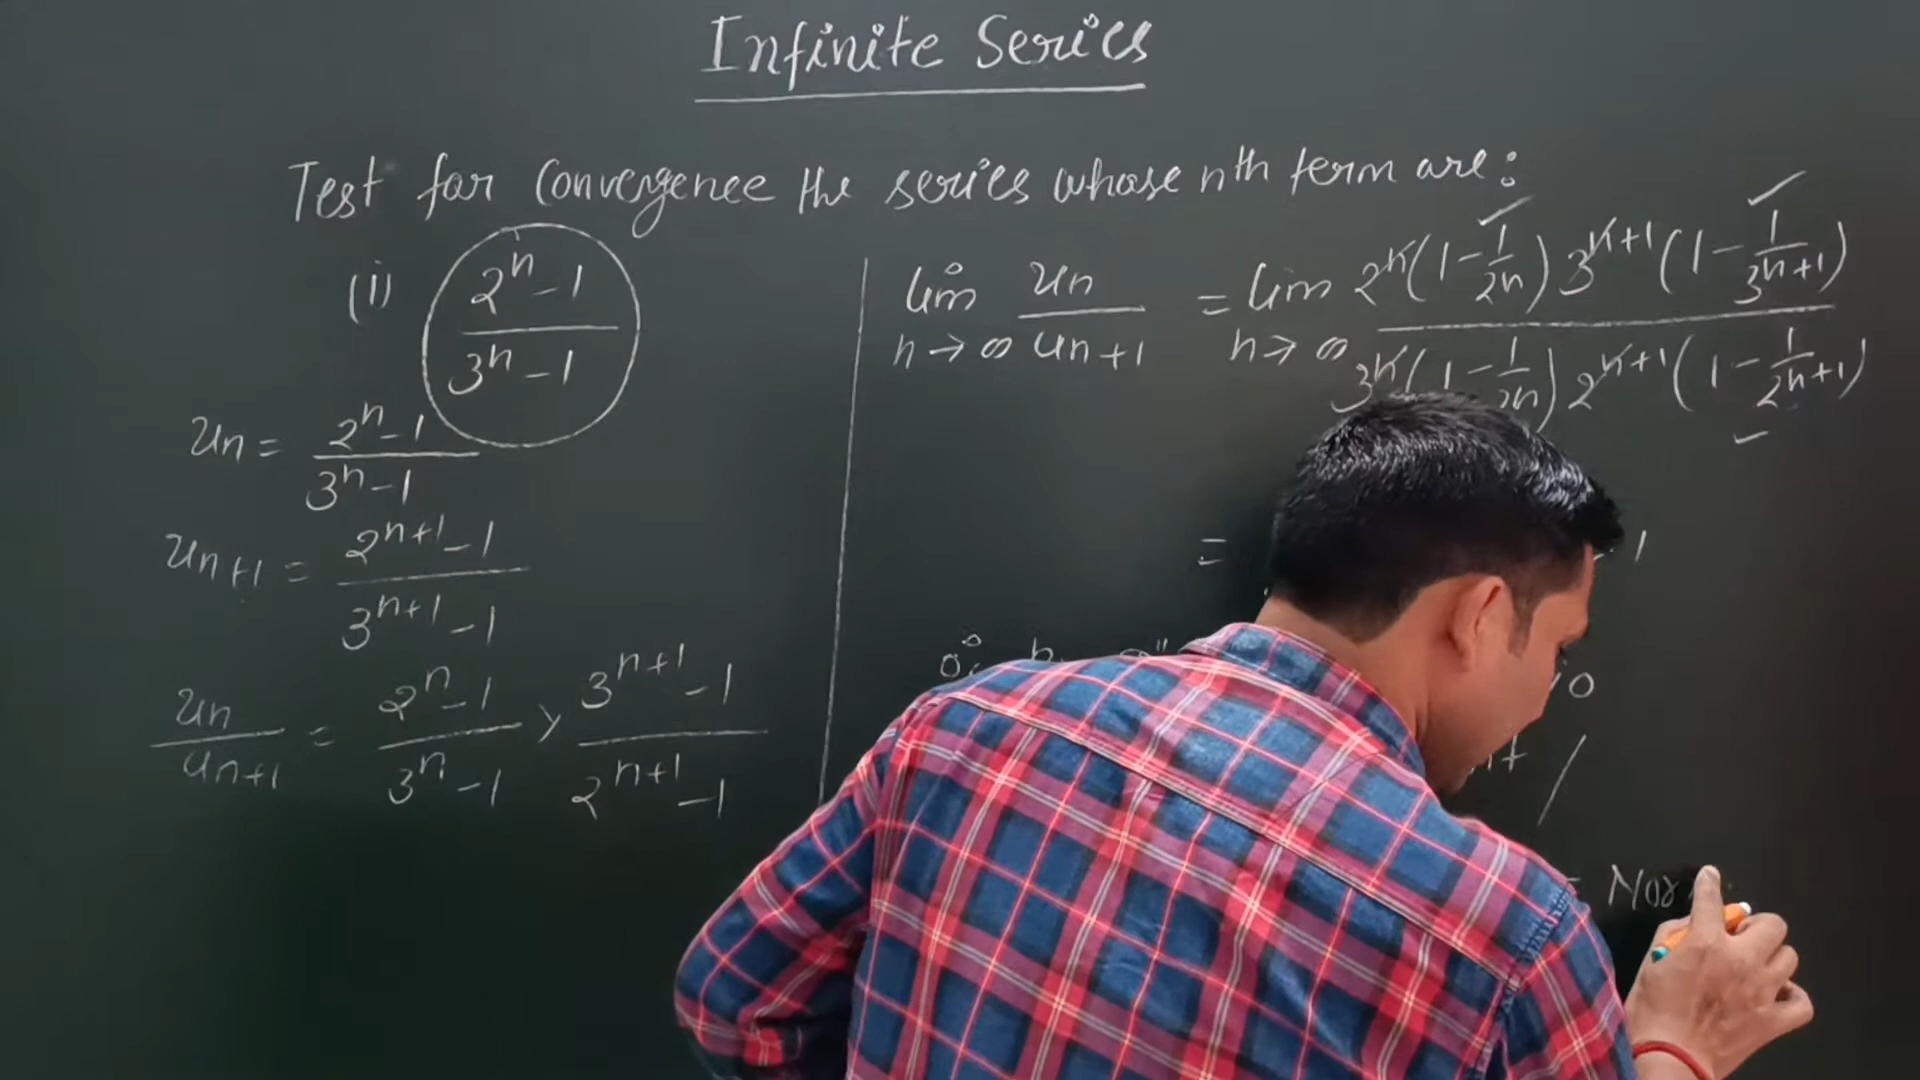 Infinite Series
Test for Convergence the series whose nth term are:
(i) (2^n - 1)/(3^n - 1)
un = (2^n - 1)/(3^n - 1)
un+1 = (2^{n+1} - 1)/(3^{n+1} - 1)
un/un+1 = (2^n - 1)/(3^n - 1) × (3^{n+1} - 1)/(2^{n+1} - 1)
lim n→∞ un/un+1 = lim n→∞ 2^n(1 - 1/2n) 3^{n+1}(1 - 1/3^{n+1}) / 3^n(1 - 1/2n) 2^{n+1}(1 - 1/2^{n+1})
=